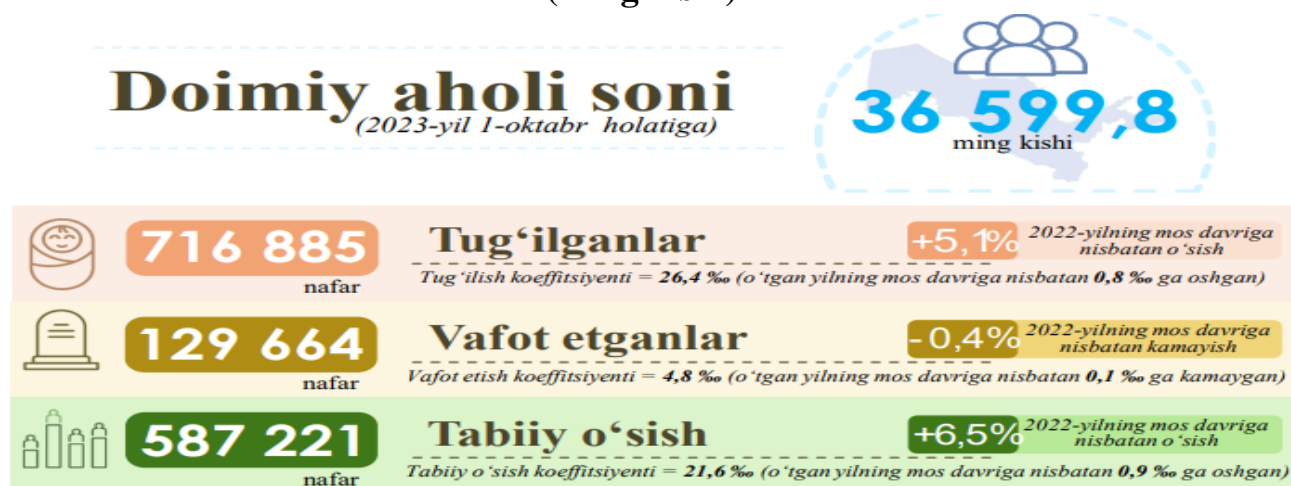 Doimiy aholi soni
(2023-yil 1-oktabr holatiga)
36 599,8
ming kishi
716 885
nafar
Tug‘ilganlar
+5,1%
2022-yilning mos davriga
nisbatan o‘sish
Tug‘ilish koeffitsiyenti = 26,4 ‰ (o‘tgan yilning mos davriga nisbatan 0,8 ‰ ga oshgan)
129 664
nafar
Vafot etganlar
- 0,4%
2022-yilning mos davriga
nisbatan kamayish
Vafot etish koeffitsiyenti = 4,8 ‰ (o‘tgan yilning mos davriga nisbatan 0,1 ‰ ga kamaygan)
587 221
nafar
Tabiiy o‘sish
+6,5%
2022-yilning mos davriga
nisbatan o‘sish
Tabiiy o‘sish koeffitsiyenti = 21,6 ‰ (o‘tgan yilning mos davriga nisbatan 0,9 ‰ ga oshgan)